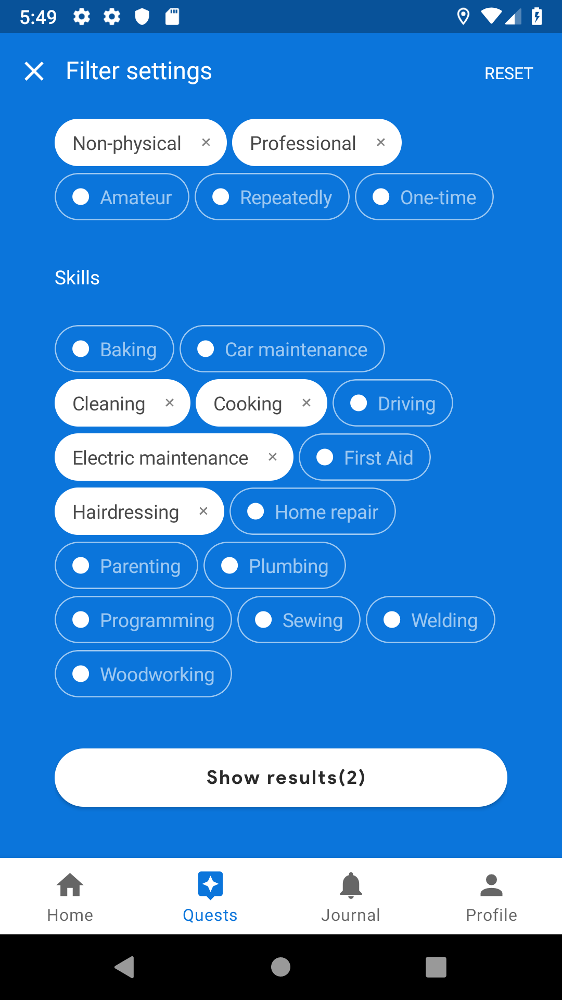 5:49
Filter settings
RESET
Non-physical
Professional
Amateur
Repeatedly
One-time
Skills
Baking
Car maintenance
Cleaning
Cooking
Driving
Electric maintenance
First Aid
Hairdressing
Home repair
Parenting
Plumbing
Programming
Sewing
Welding
Woodworking
Show results(2)
Home
Quests
Journal
Profile